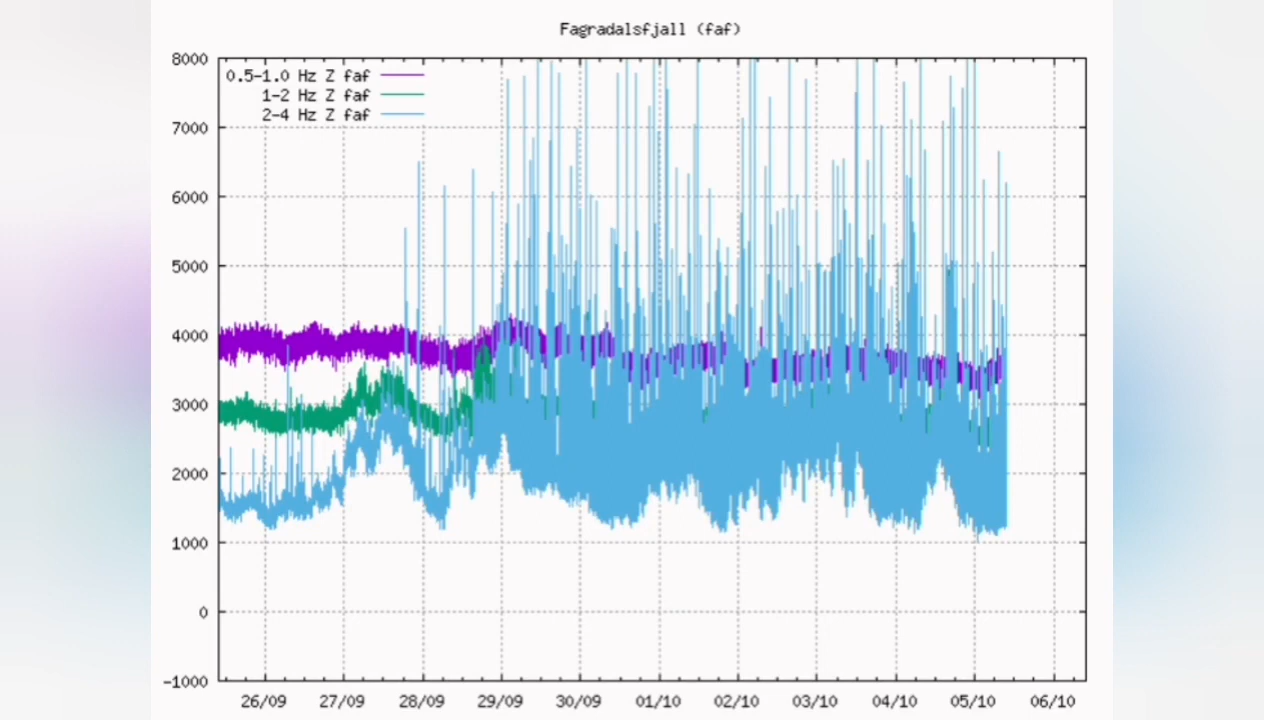 Fagradalsfjall (faf)
8000
0.5-1.0 Hz Z faf
1-2 Hz Z faf
2-4 Hz Z faf
7000
6000
5000
4000
3000
2000
1000
0
-1000
26/09 27/09 28/09 29/09 30/09 01/10 02/10 03/10 04/10 05/10 06/10